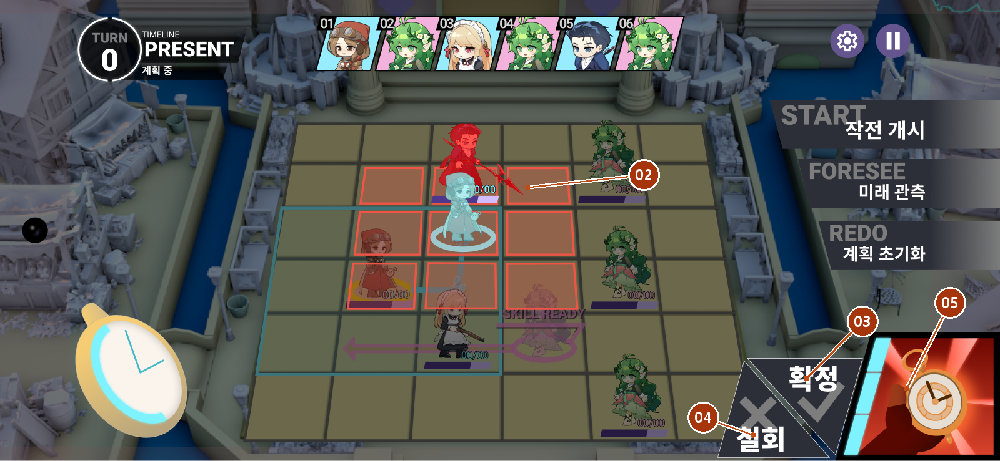 TURN
0
TIMELINE
PRESENT
계획 중
01
02
03
04
05
06
START
작전 개시
FORESEE
미래 관측
REDO
계획 초기화
02
0/00
00/00
00/00
00/00
SKILL READY
00/00
00/00
03
05
확정
04
철회